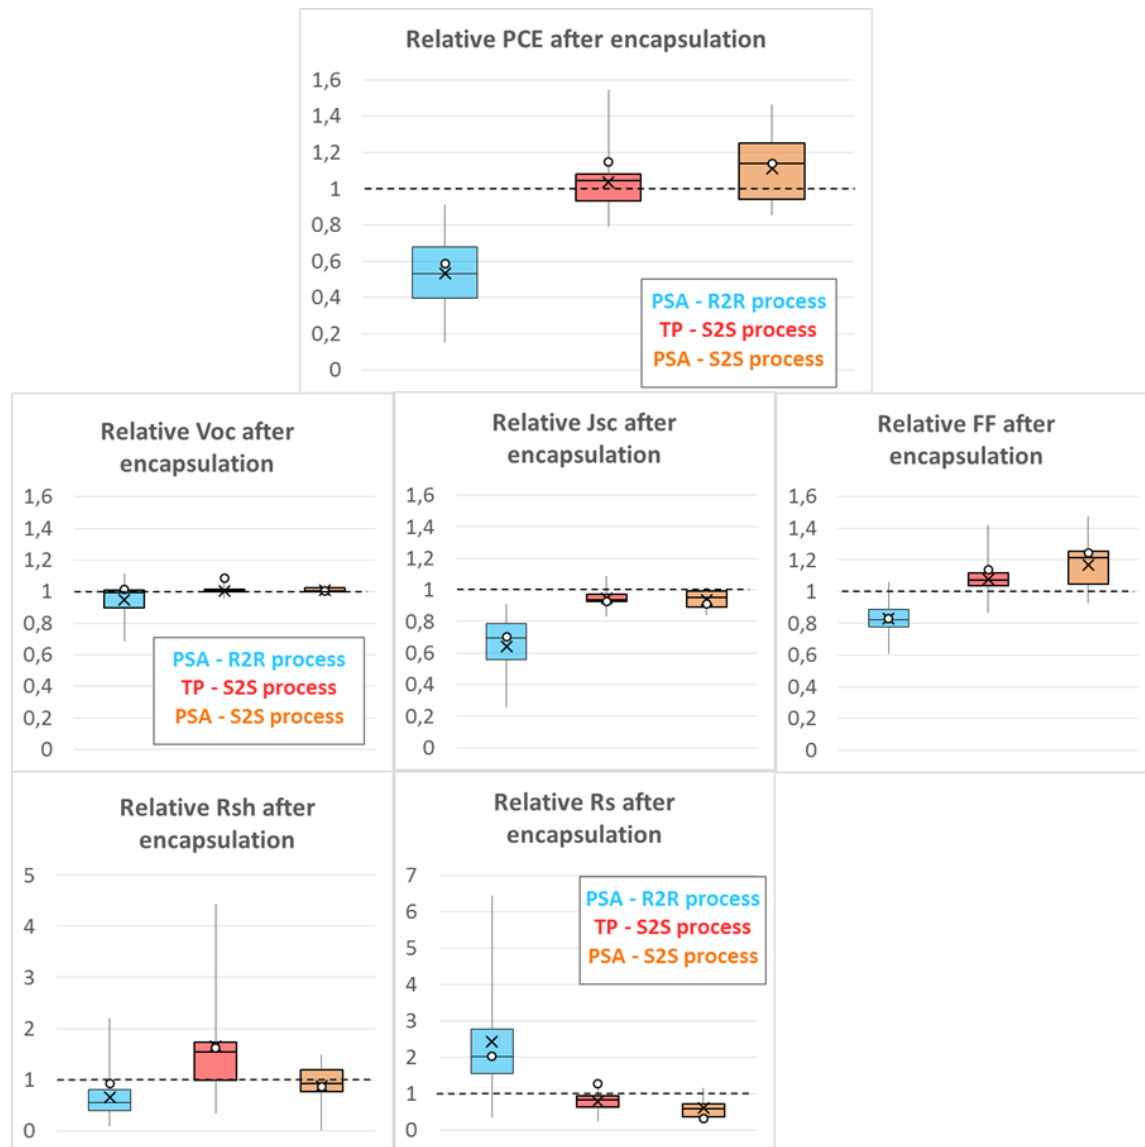 Relative PCE after encapsulation
1,6
1,4
1,2
1
0,8
0,6
0,4
0,2
0
PSA - R2R process
TP - S2S process
PSA - S2S process
Relative Voc after
encapsulation
1,6
1,4
1,2
1
0,8
0,6
0,4
0,2
0
PSA - R2R process
TP - S2S process
PSA - S2S process
Relative Jsc after
encapsulation
1,6
1,4
1,2
1
0,8
0,6
0,4
0,2
0
Relative FF after
encapsulation
1,6
1,4
1,2
1
0,8
0,6
0,4
0,2
0
Relative Rsh after
encapsulation
5
4
3
2
1
0
Relative Rs after
encapsulation
7
6
5
4
3
2
1
0
PSA - R2R process
TP - S2S process
PSA - S2S process